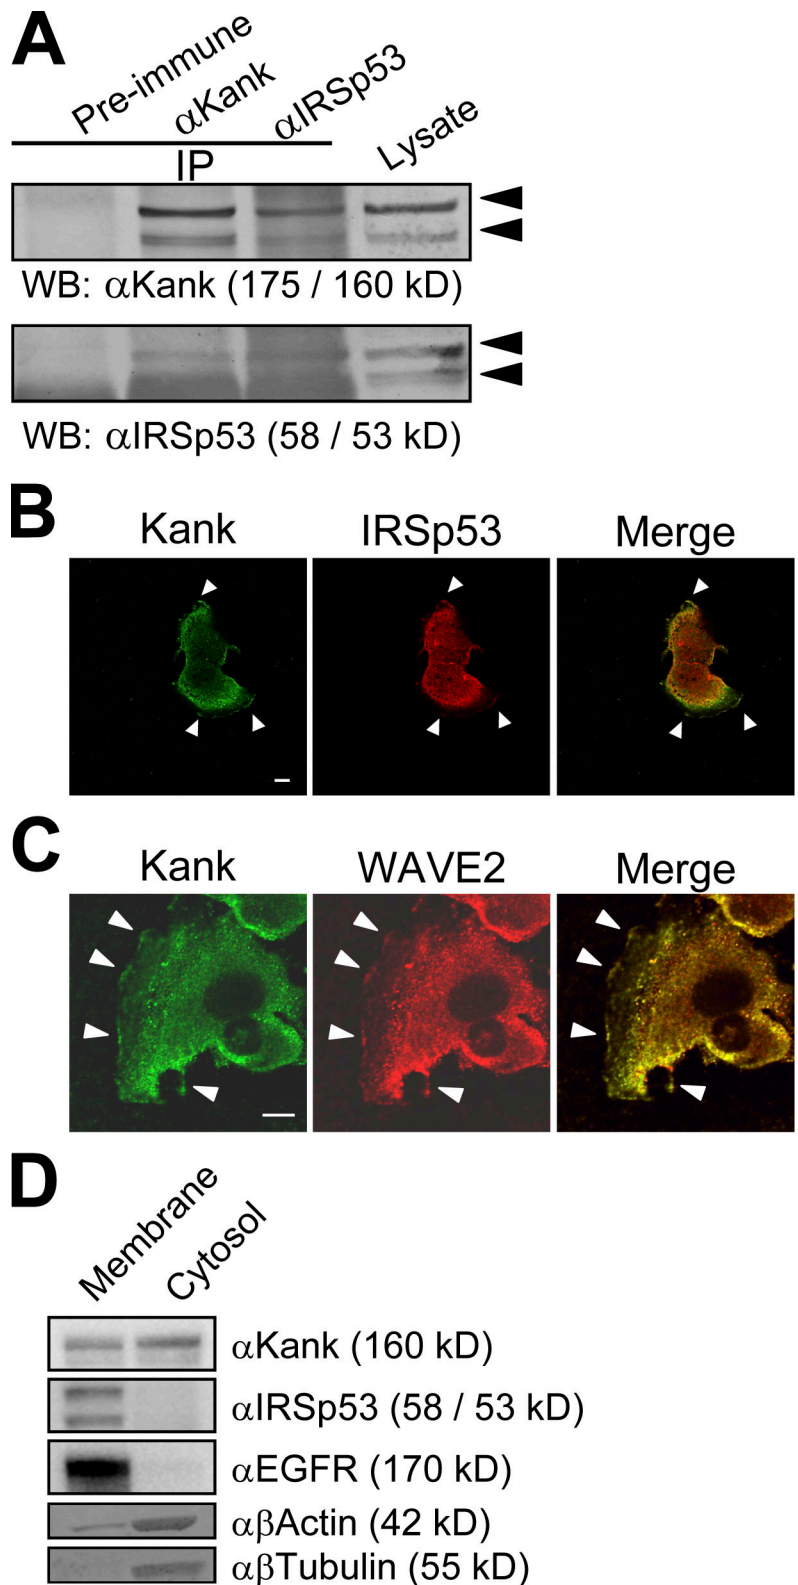 A
Pre-immune
αKank
αIRSp53
Lysate
IP
WB: αKank (175 / 160 kD)
WB: αIRSp53 (58 / 53 kD)
B
Kank
IRSp53
Merge
C
Kank
WAVE2
Merge
D
Membrane
Cytosol
αKank (160 kD)
αIRSp53 (58 / 53 kD)
αEGFR (170 kD)
αβActin (42 kD)
αβTubulin (55 kD)